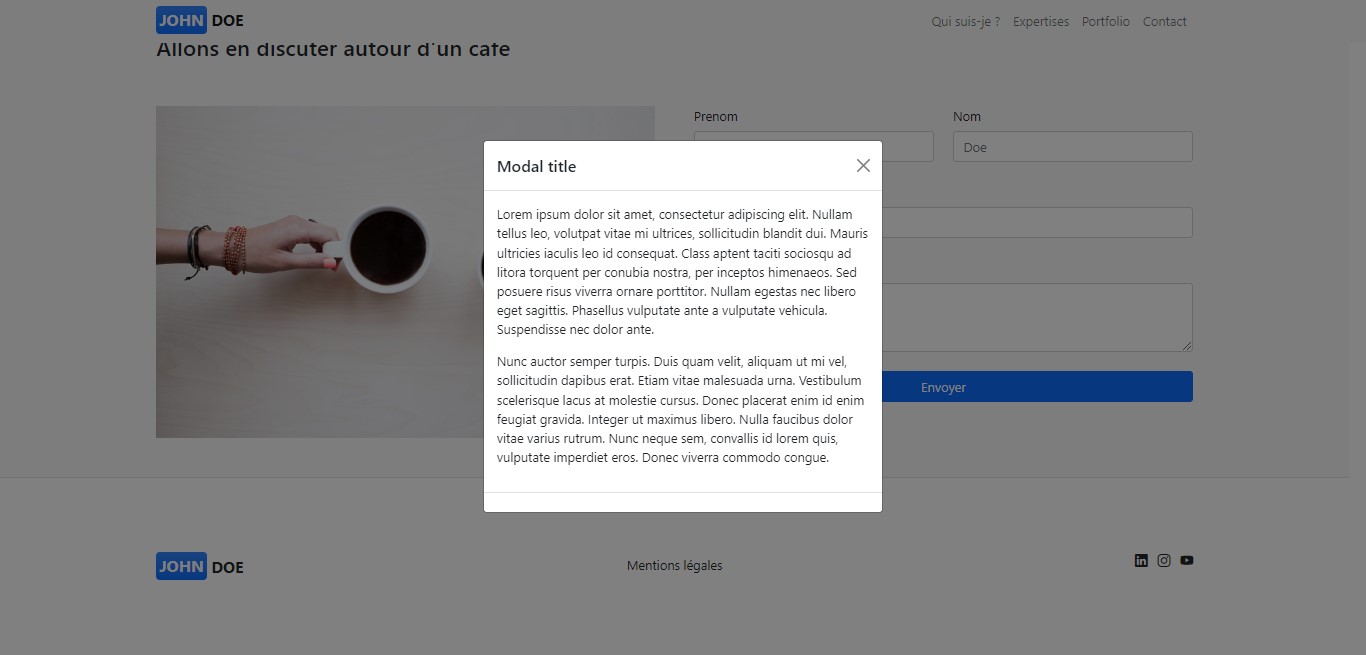 JOHN DOE
Qui suis-je ? Expertises Portfolio Contact
Allons en discuter autour d'un café
Prenom Nom
Doe
Modal title
Lorem ipsum dolor sit amet, consectetur adipiscing elit. Nullam
tellus leo, volutpat vitae mi ultrices, sollicitudin blandit dui. Mauris
ultricies iaculis leo id consequat. Class aptent taciti sociosqu ad
litora torquent per conubia nostra, per inceptos himenaeos. Sed
posuere risus viverra ornare porttitor. Nullam egestas nec libero
eget sagittis. Phasellus vulputate ante a vulputate vehicula.
Suspendisse nec dolor ante.
Nunc auctor semper turpis. Duis quam velit, aliquam ut mi vel,
sollicitudin dapibus erat. Etiam vitae malesuada urna. Vestibulum
scelerisque lacus at molestie cursus. Donec placerat enim id enim
feugiat gravida. Integer ut maximus libero. Nulla faucibus dolor
vitae varius rutrum. Nunc neque sem, convallis id lorem quis,
vulputate imperdiet eros. Donec viverra commodo congue.
Envoyer
JOHN DOE
Mentions légales